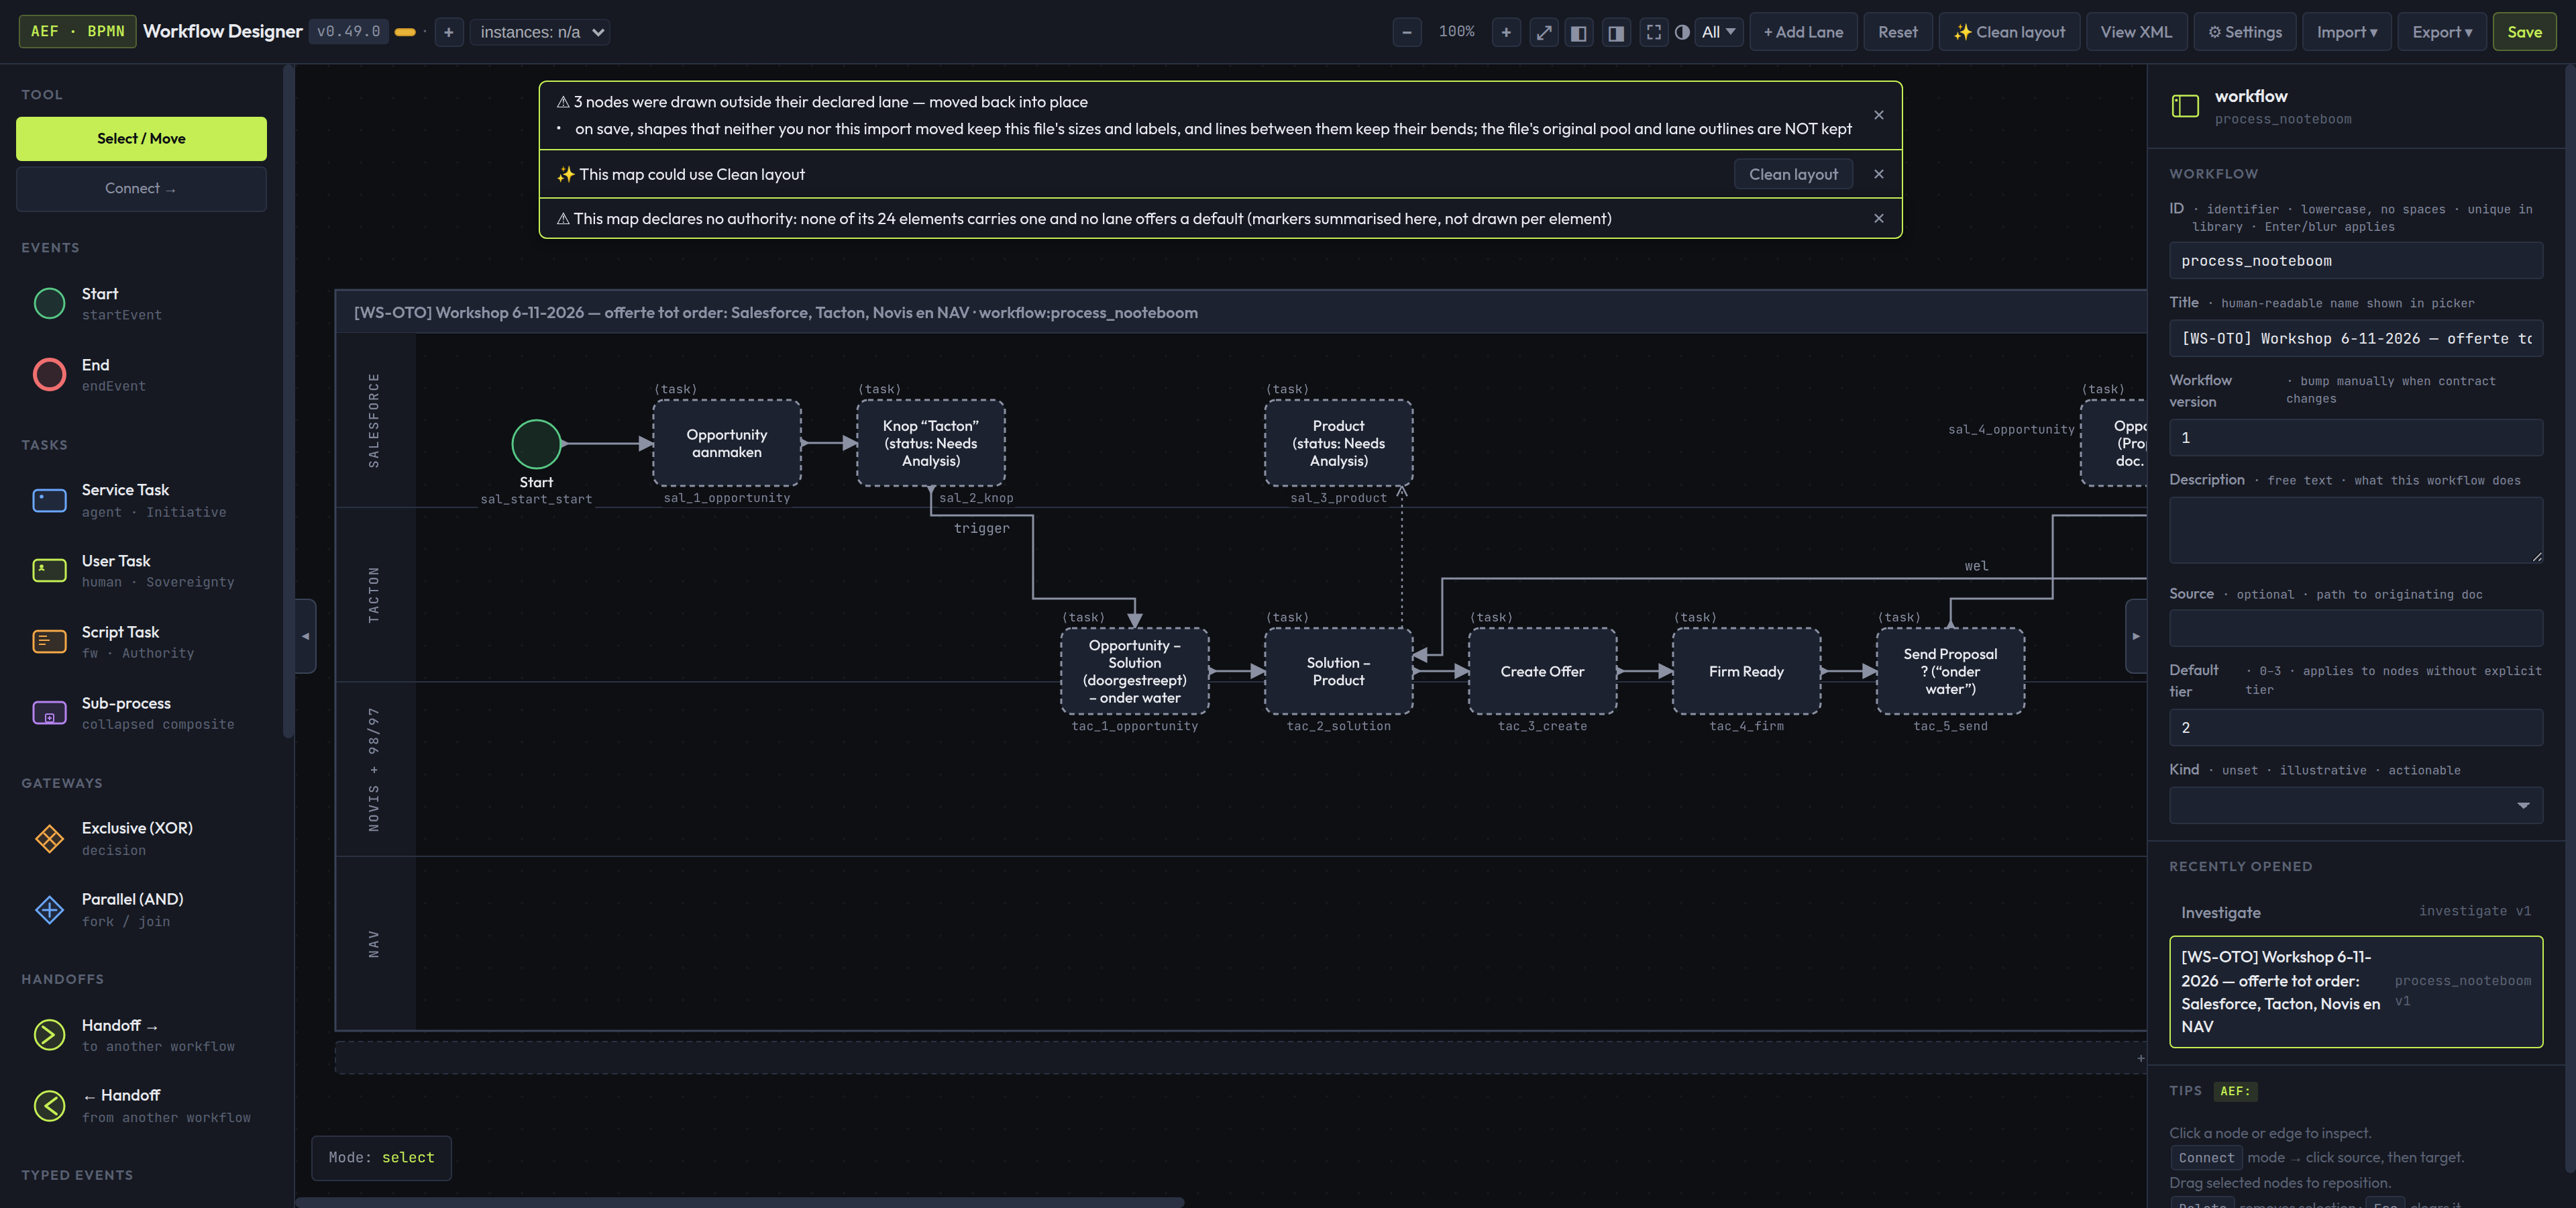 AEF · BPMN Workflow Designer v0.49.0 · + instances: n/a
− 100% + All + Add Lane Reset ✨ Clean layout View XML ⚙ Settings Import ▾ Export ▾ Save
TOOL
Select / Move
Connect →
EVENTS
Start
startEvent
End
endEvent
TASKS
Service Task
agent · Initiative
User Task
human · Sovereignty
Script Task
fw · Authority
Sub-process
collapsed composite
GATEWAYS
Exclusive (XOR)
decision
Parallel (AND)
fork / join
HANDOFFS
Handoff →
to another workflow
← Handoff
from another workflow
TYPED EVENTS
⚠ 3 nodes were drawn outside their declared lane — moved back into place
• on save, shapes that neither you nor this import moved keep this file's sizes and labels, and lines between them keep their bends; the file's original pool and lane outlines are NOT kept
✨ This map could use Clean layout
Clean layout
⚠ This map declares no authority: none of its 24 elements carries one and no lane offers a default (markers summarised here, not drawn per element)
[WS-OTO] Workshop 6-11-2026 — offerte tot order: Salesforce, Tacton, Novis en NAV · workflow:process_nooteboom
SALESFORCE
Start
sal_start_start
(task)
Opportunity
aanmaken
sal_1_opportunity
(task)
Knop “Tacton”
(status: Needs
Analysis)
sal_2_knop
trigger
(task)
Product
(status: Needs
Analysis)
sal_3_product
(task)
sal_4_opportunity
Oppo
(Prop
doc.
TACTON
wel
(task)
Opportunity –
Solution
(doorgestreept)
– onder water
tac_1_opportunity
(task)
Solution –
Product
tac_2_solution
(task)
Create Offer
tac_3_create
(task)
Firm Ready
tac_4_firm
(task)
Send Proposal
? (“onder
water”)
tac_5_send
NOVIS + 98/97
NAV
+
Mode: select
workflow
process_nooteboom
WORKFLOW
ID · identifier · lowercase, no spaces · unique in
library · Enter/blur applies
process_nooteboom
Title · human-readable name shown in picker
[WS-OTO] Workshop 6-11-2026 — offerte to
Workflow version · bump manually when contract changes
1
Description · free text · what this workflow does
Source · optional · path to originating doc
Default tier · 0–3 · applies to nodes without explicit tier
2
Kind · unset · illustrative · actionable
RECENTLY OPENED
Investigate investigate v1
[WS-OTO] Workshop 6-11-
2026 — offerte tot order:
Salesforce, Tacton, Novis en
NAV
process_nooteboom
v1
TIPS AEF:
Click a node or edge to inspect.
Connect mode → click source, then target.
Drag selected nodes to reposition.
Delete removes selection; Esc clears it